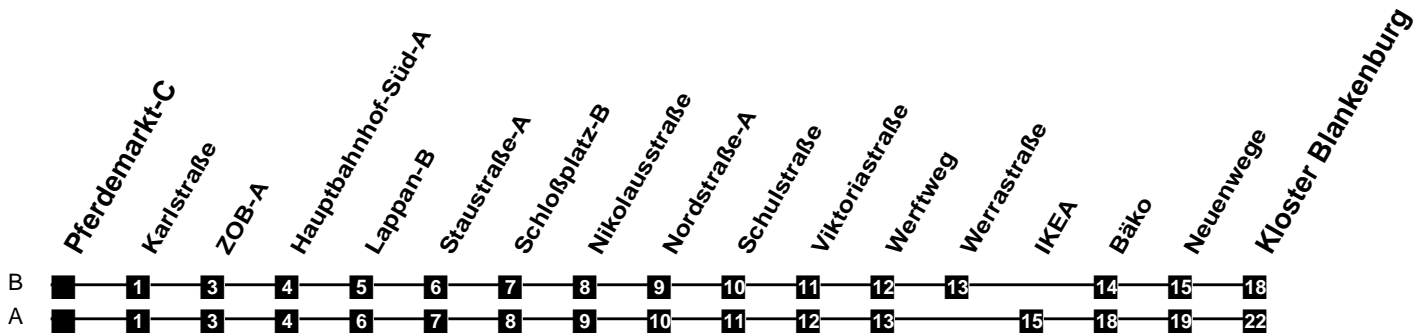 Pferdemarkt-C
Karlstraße
ZOB-A
Hauptbahnhof-Süd-A
Lappan-B
Staustraße-A
Schloßplatz-B
Nikolausstraße
Nordstraße-A
Schulstraße
Viktoriastraße
Werftweg
Werrastraße
IKEA
Bäko
Neuenwege
Kloster Blankenburg
B 1 3 4 5 6 7 8 9 10 11 12 13 14 15 18
A 1 3 4 6 7 8 9 10 11 12 13 15 18 19 22